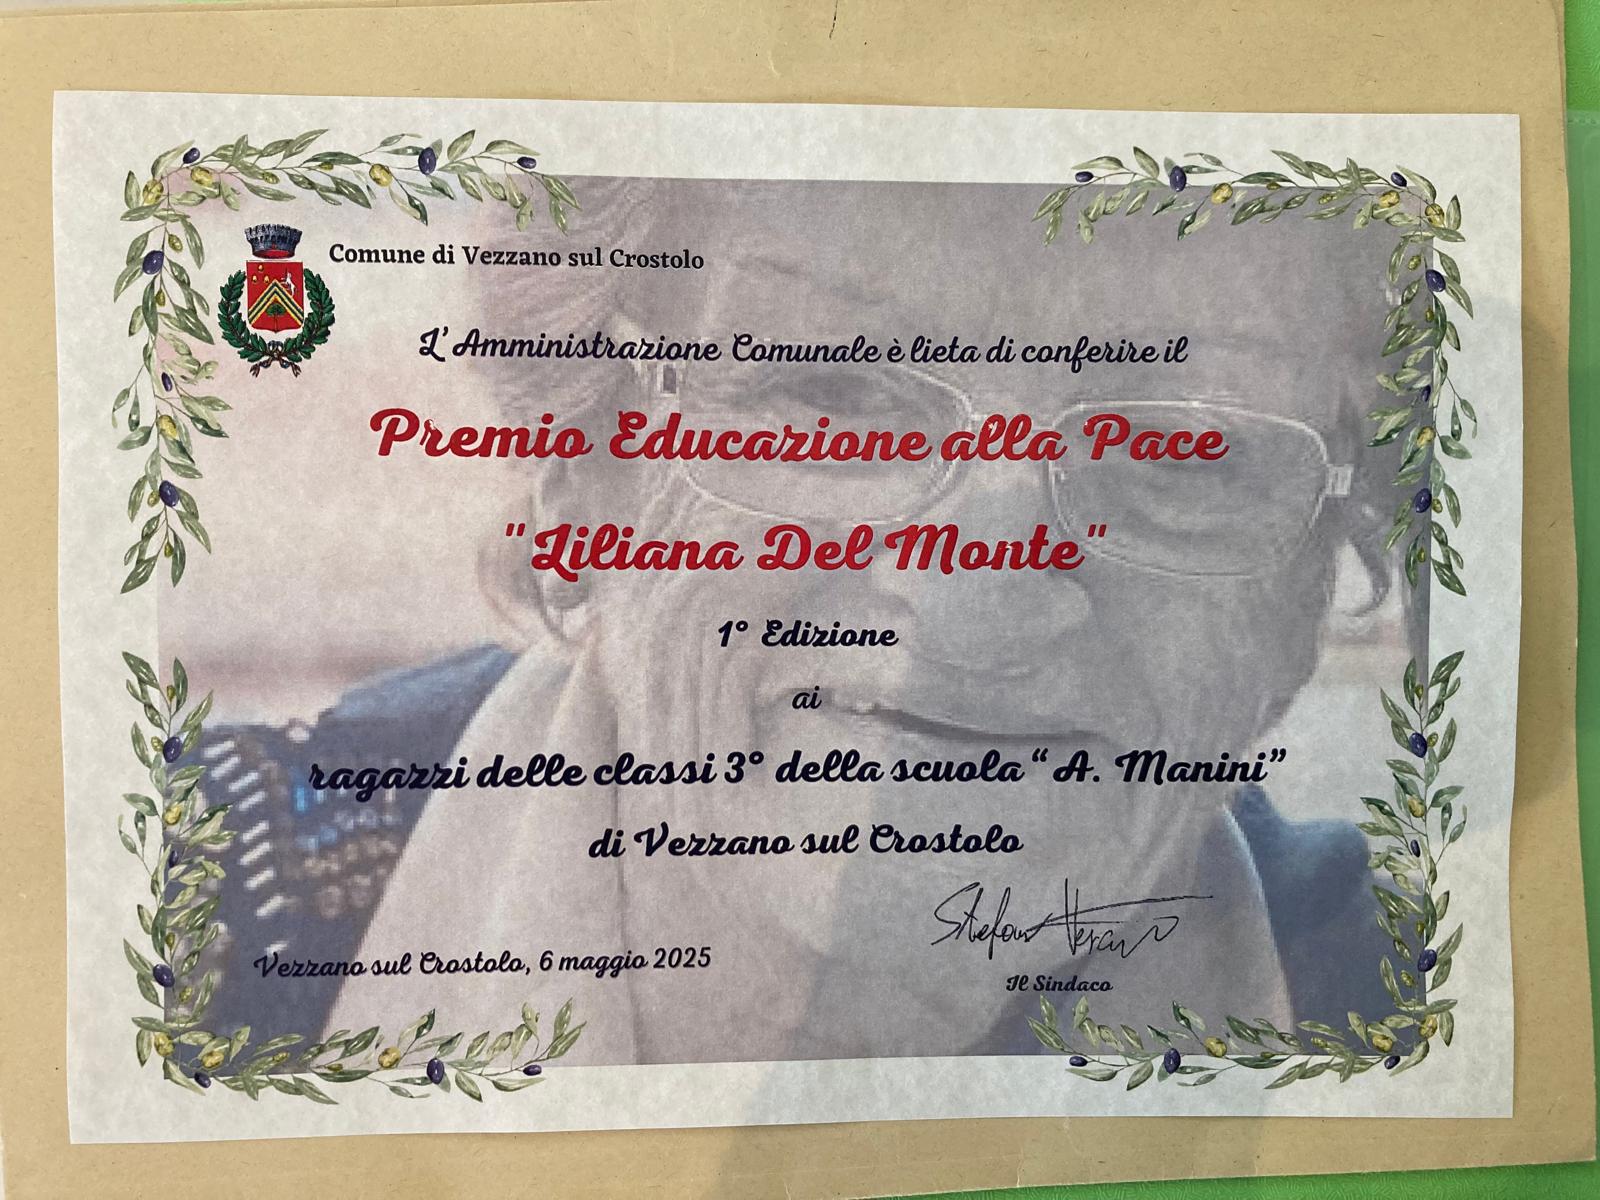 Comune di Vezzano sul Crostolo
L'Amministrazione Comunale è lieta di conferire il
Premio Educazione alla Pace
"Liliana Del Monte"
1° Edizione
ai
ragazzi delle classi 3° della scuola “A. Manini”
di Vezzano sul Crostolo
Vezzano sul Crostolo, 6 maggio 2025
Il Sindaco